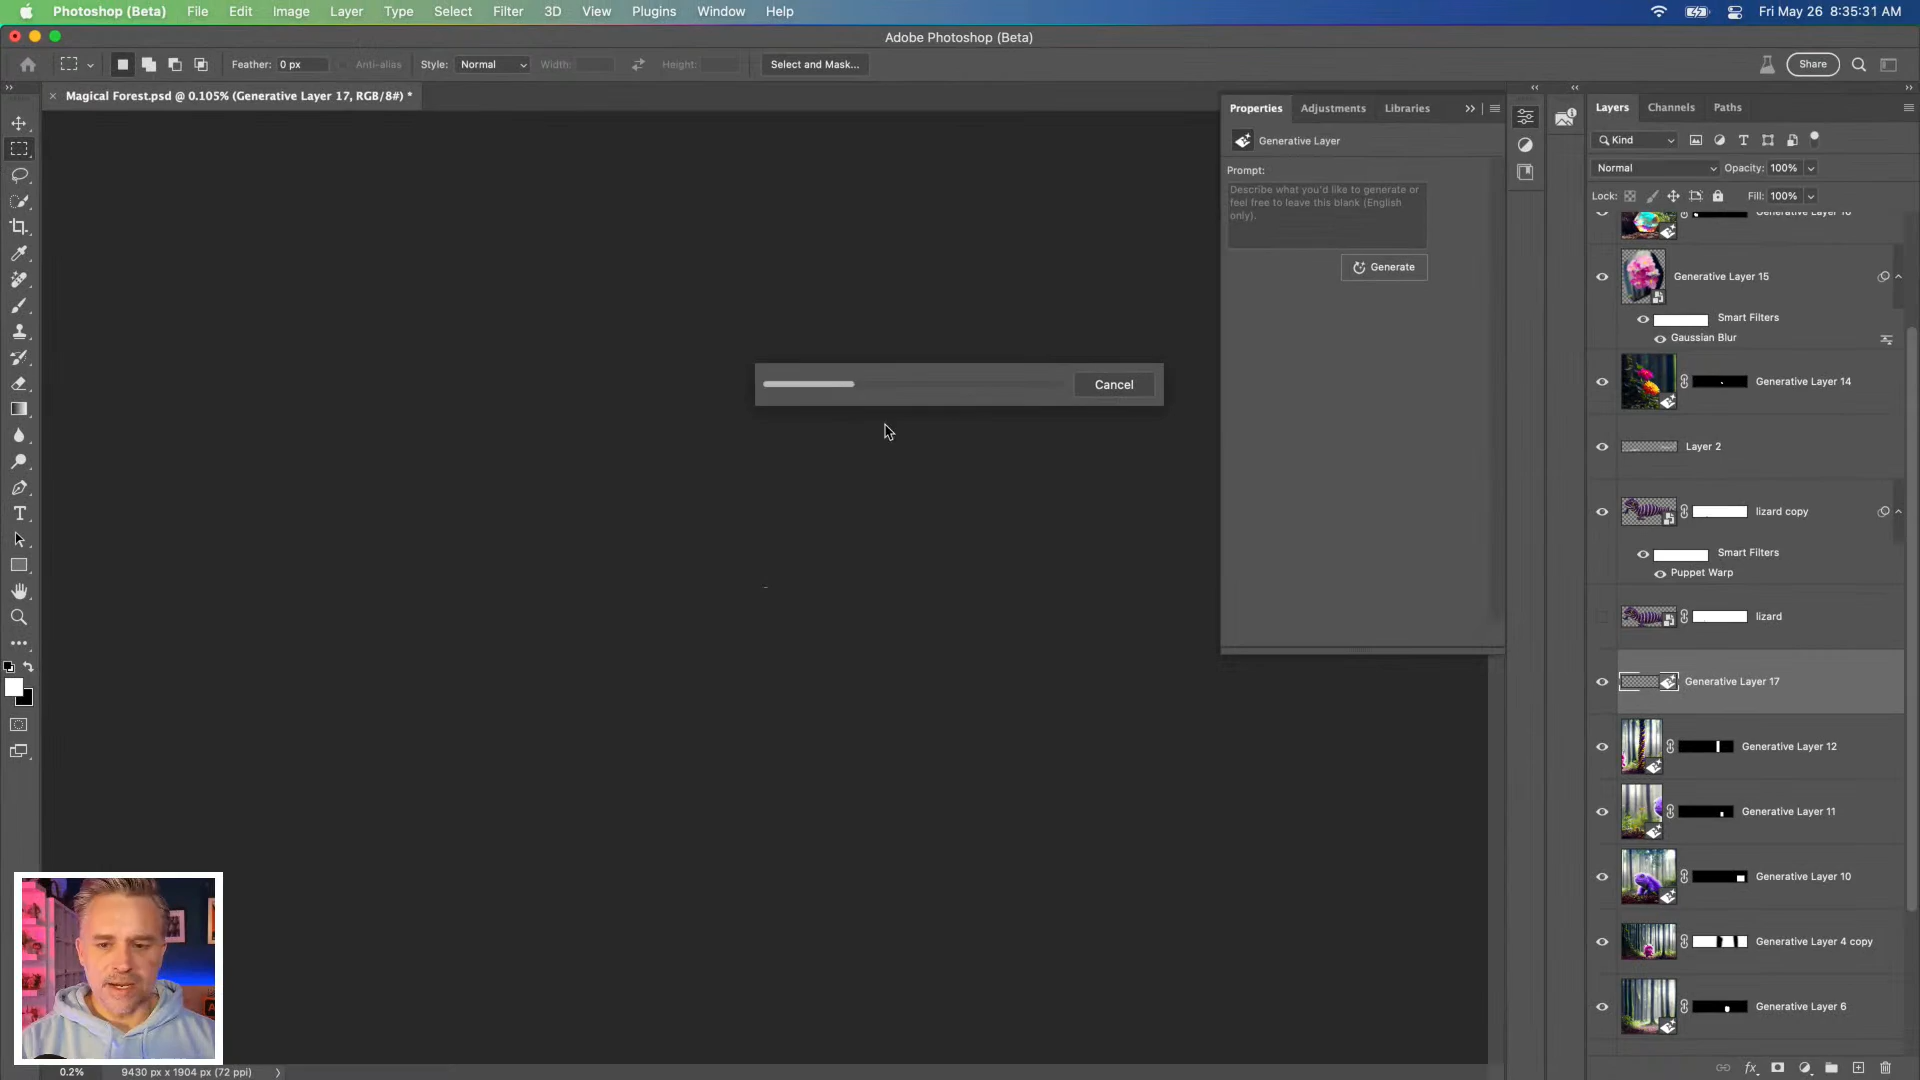 Photoshop (Beta) File Edit Image Layer Type Select Filter 3D View Plugins Window Help Fri May 26 8:35:31 AM
Adobe Photoshop (Beta)
Feather: 0 px Anti-alias Style: Normal Width: Height: Select and Mask... Share
Magical Forest.psd @ 0.105% (Generative Layer 17, RGB/8#) *
Properties Adjustments Libraries
Generative Layer
Prompt:
Describe what you'd like to generate or
feel free to leave this blank (English
only).
Generate
Cancel
Layers Channels Paths
Kind
Normal Opacity: 100%
Lock: Fill: 100%
Generative Layer 15
Smart Filters
Gaussian Blur
Generative Layer 14
Layer 2
lizard copy
Smart Filters
Puppet Warp
lizard
Generative Layer 17
Generative Layer 12
Generative Layer 11
Generative Layer 10
Generative Layer 4 copy
Generative Layer 6
0.2% 9430 px x 1904 px (72 ppi)